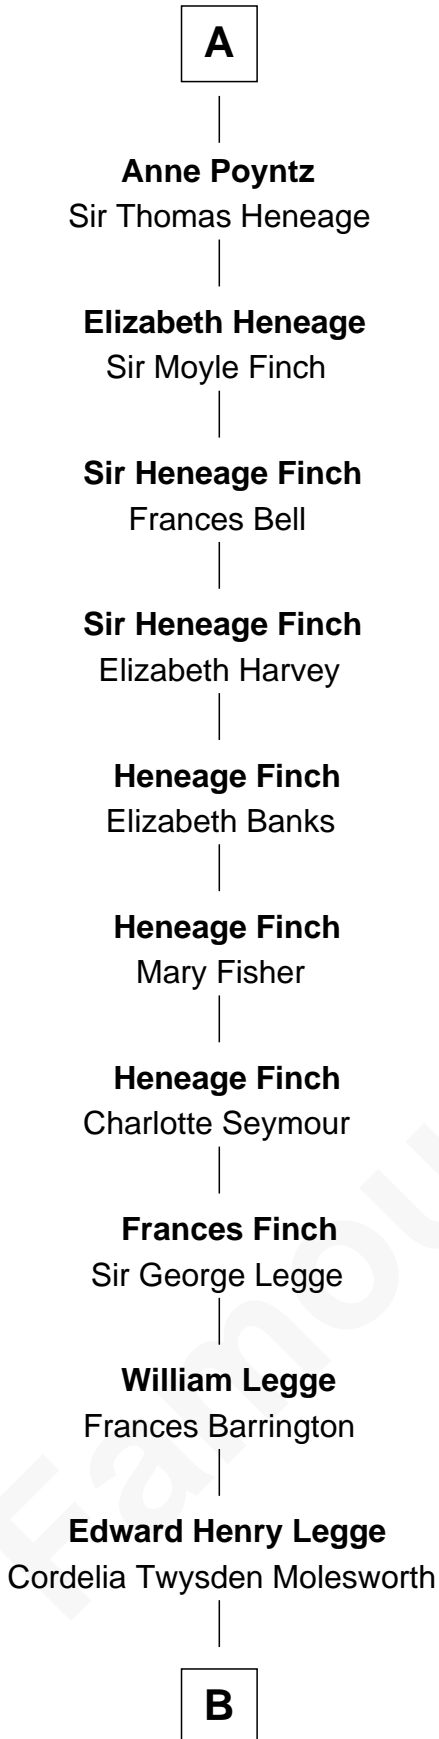 A
Anne Poyntz
Sir Thomas Heneage
Elizabeth Heneage
Sir Moyle Finch
Sir Heneage Finch
Frances Bell
Sir Heneage Finch
Elizabeth Harvey
Heneage Finch
Elizabeth Banks
Heneage Finch
Mary Fisher
Heneage Finch
Charlotte Seymour
Frances Finch
Sir George Legge
William Legge
Frances Barrington
Edward Henry Legge
Cordelia Twysden Molesworth
B
Famou